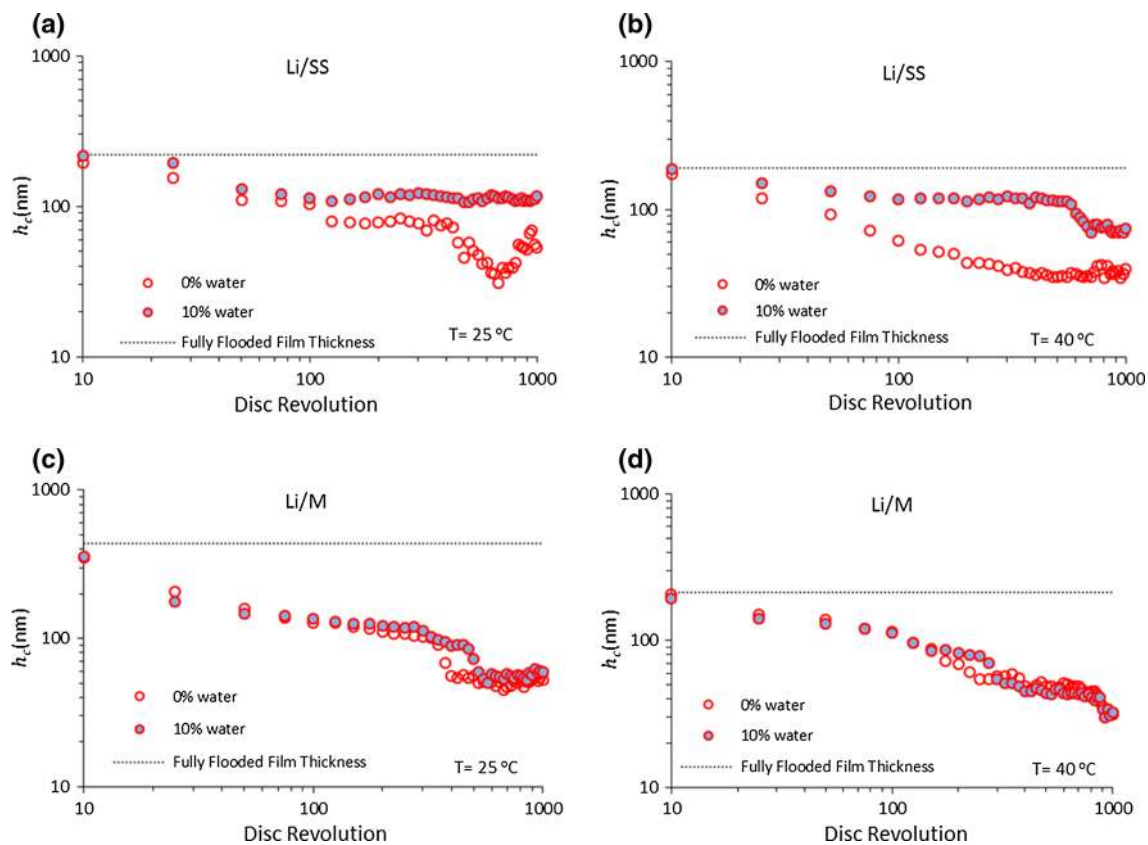 (a)
Li/SS
1000
100
10
h_c(nm)
0% water
10% water
Fully Flooded Film Thickness
T= 25 °C
10
100
1000
Disc Revolution
(b)
Li/SS
1000
100
10
h_c(nm)
0% water
10% water
Fully Flooded Film Thickness
T= 40 °C
10
100
1000
Disc Revolution
(c)
Li/M
1000
100
10
h_c(nm)
0% water
10% water
Fully Flooded Film Thickness
T= 25 °C
10
100
1000
Disc Revolution
(d)
Li/M
1000
100
10
h_c(nm)
0% water
10% water
Fully Flooded Film Thickness
T= 40 °C
10
100
1000
Disc Revolution